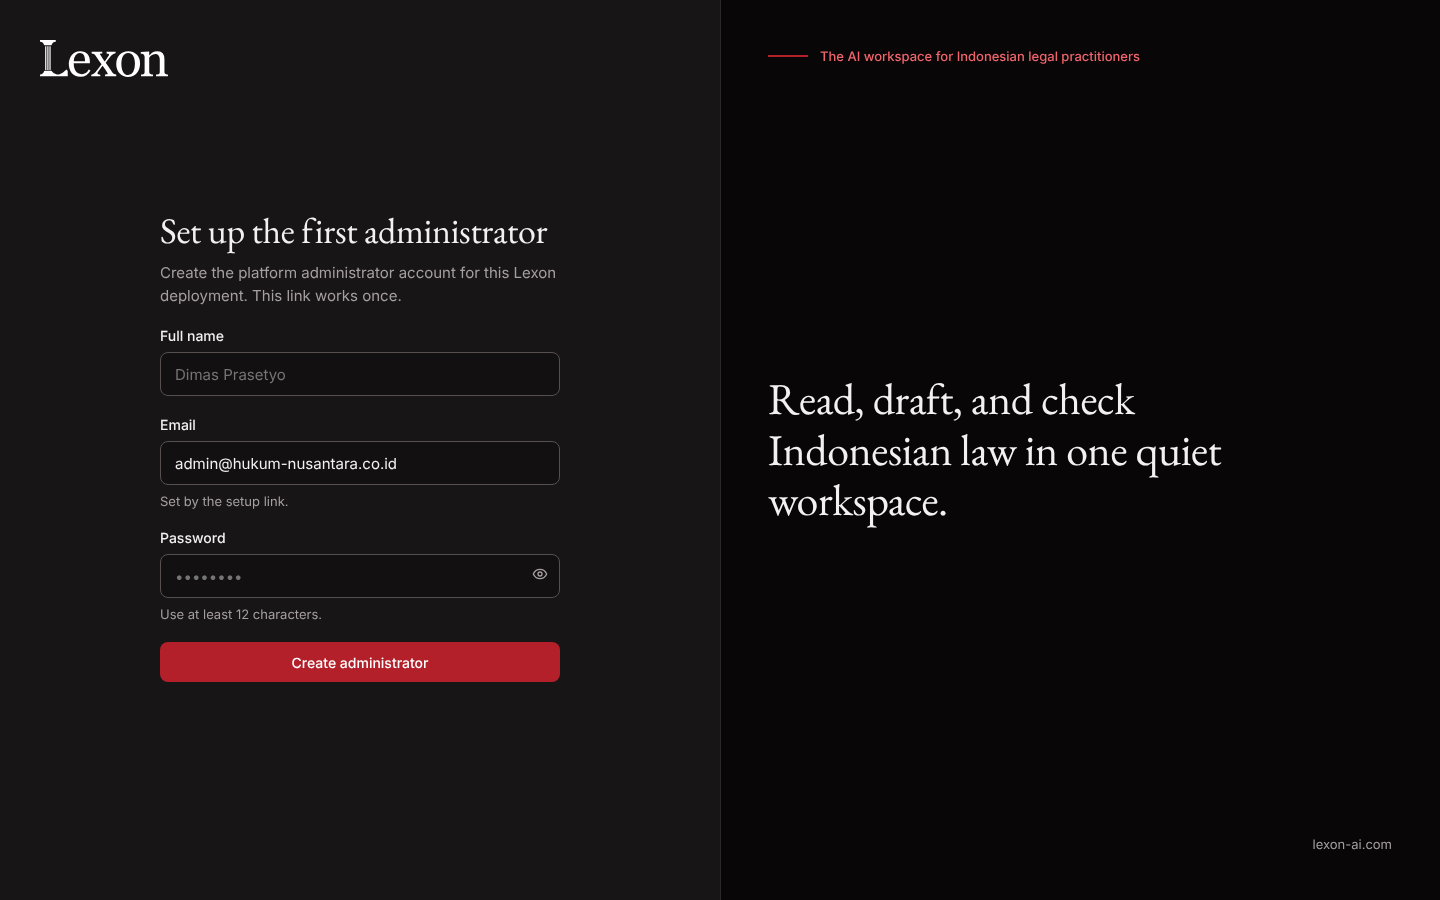 Lexon
Set up the first administrator
Create the platform administrator account for this Lexon
deployment. This link works once.
Full name
Dimas Prasetyo
Email
admin@hukum-nusantara.co.id
Set by the setup link.
Password
••••••••
Use at least 12 characters.
Create administrator
The AI workspace for Indonesian legal practitioners
Read, draft, and check
Indonesian law in one quiet
workspace.
lexon-ai.com